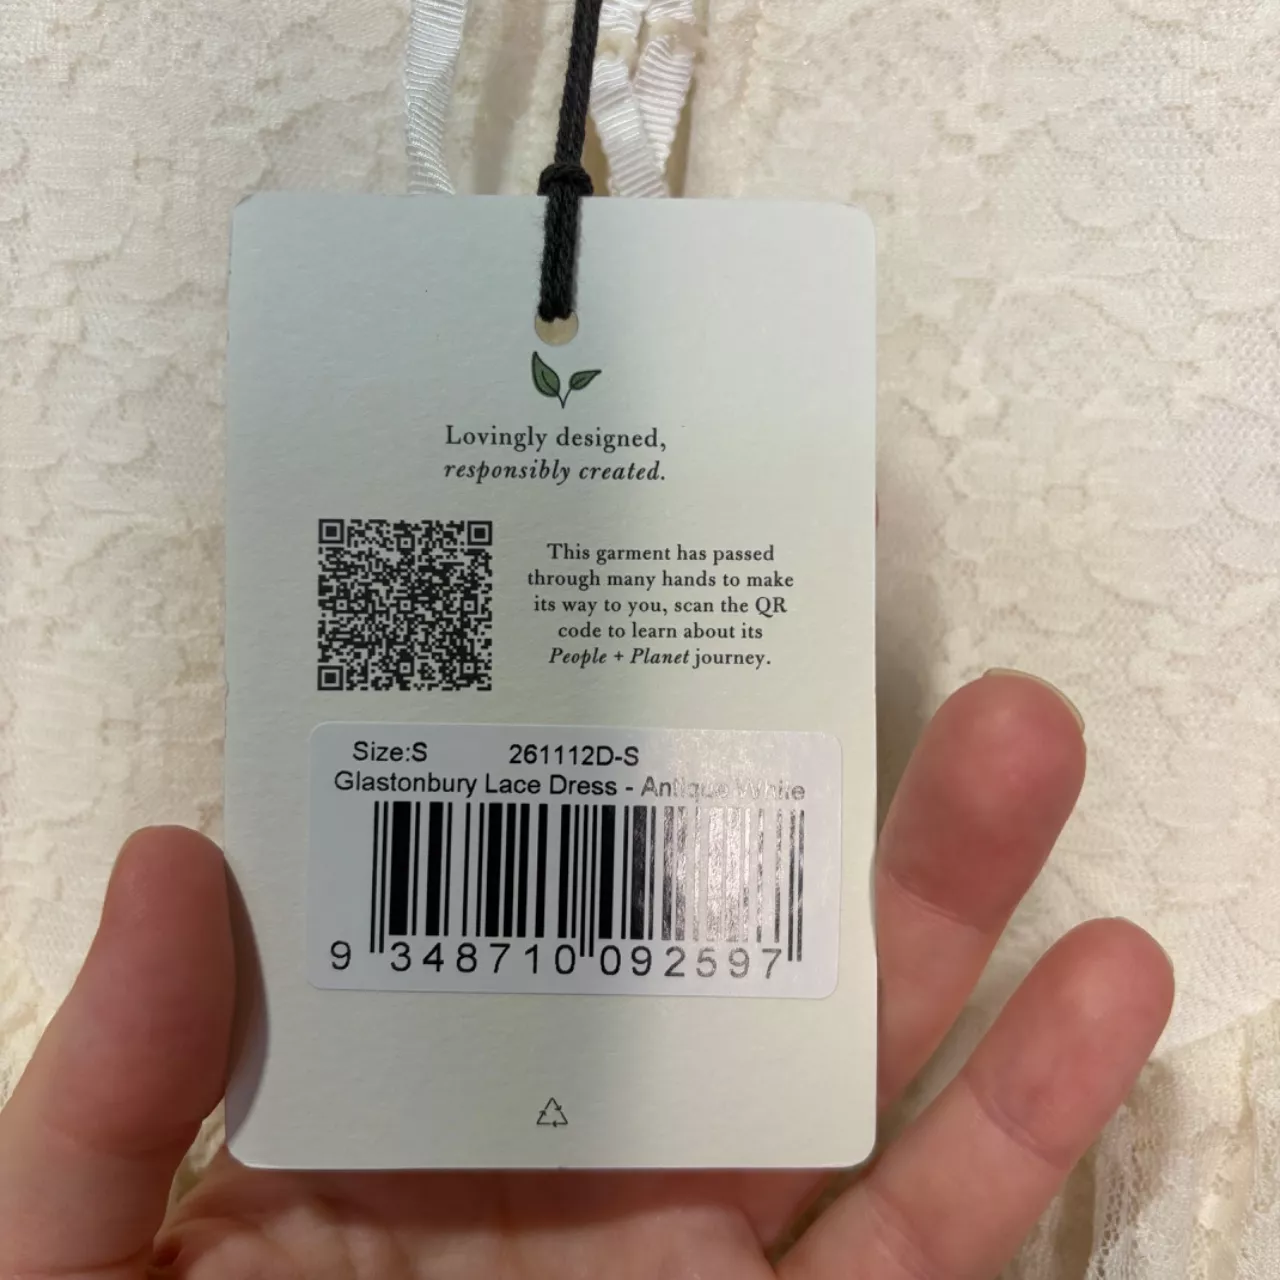 Lovingly designed,
responsibly created.
This garment has passed
through many hands to make
its way to you, scan the QR
code to learn about its
People + Planet journey.
Size:S 261112D-S
Glastonbury Lace Dress - Antique White
9 348710 092597